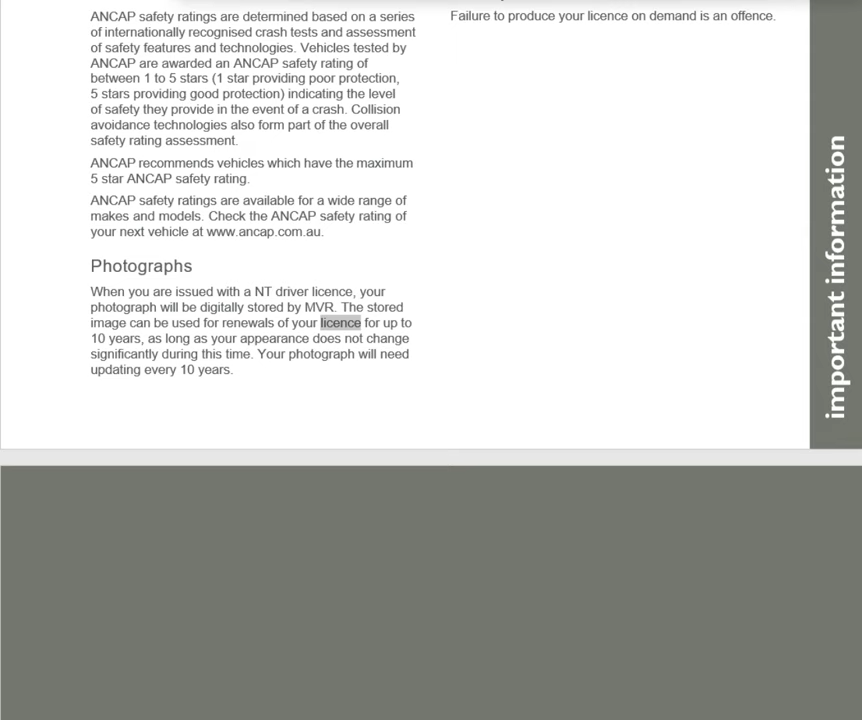 ANCAP safety ratings are determined based on a series
of internationally recognised crash tests and assessment
of safety features and technologies. Vehicles tested by
ANCAP are awarded an ANCAP safety rating of
between 1 to 5 stars (1 star providing poor protection,
5 stars providing good protection) indicating the level
of safety they provide in the event of a crash. Collision
avoidance technologies also form part of the overall
safety rating assessment.
ANCAP recommends vehicles which have the maximum
5 star ANCAP safety rating.
ANCAP safety ratings are available for a wide range of
makes and models. Check the ANCAP safety rating of
your next vehicle at www.ancap.com.au.
Photographs
When you are issued with a NT driver licence, your
photograph will be digitally stored by MVR. The stored
image can be used for renewals of your licence for up to
10 years, as long as your appearance does not change
significantly during this time. Your photograph will need
updating every 10 years.
Failure to produce your licence on demand is an offence.
important information